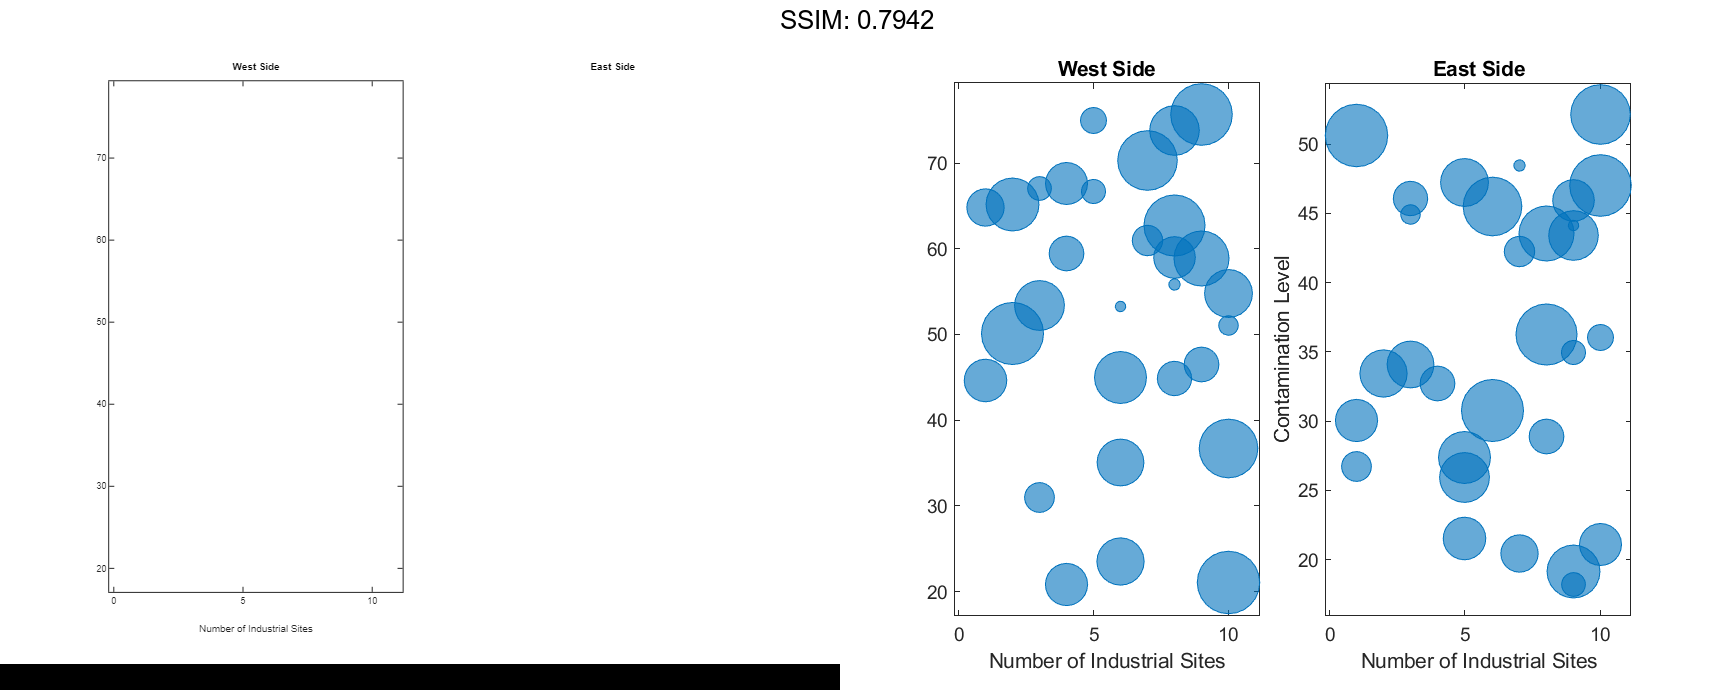 SSIM: 0.7942
West Side
East Side
70
60
50
40
30
20
0 5 10
Number of Industrial Sites
West Side
70
60
50
40
30
20
0 5 10
Number of Industrial Sites
East Side
Contamination Level
50
45
40
35
30
25
20
0 5 10
Number of Industrial Sites